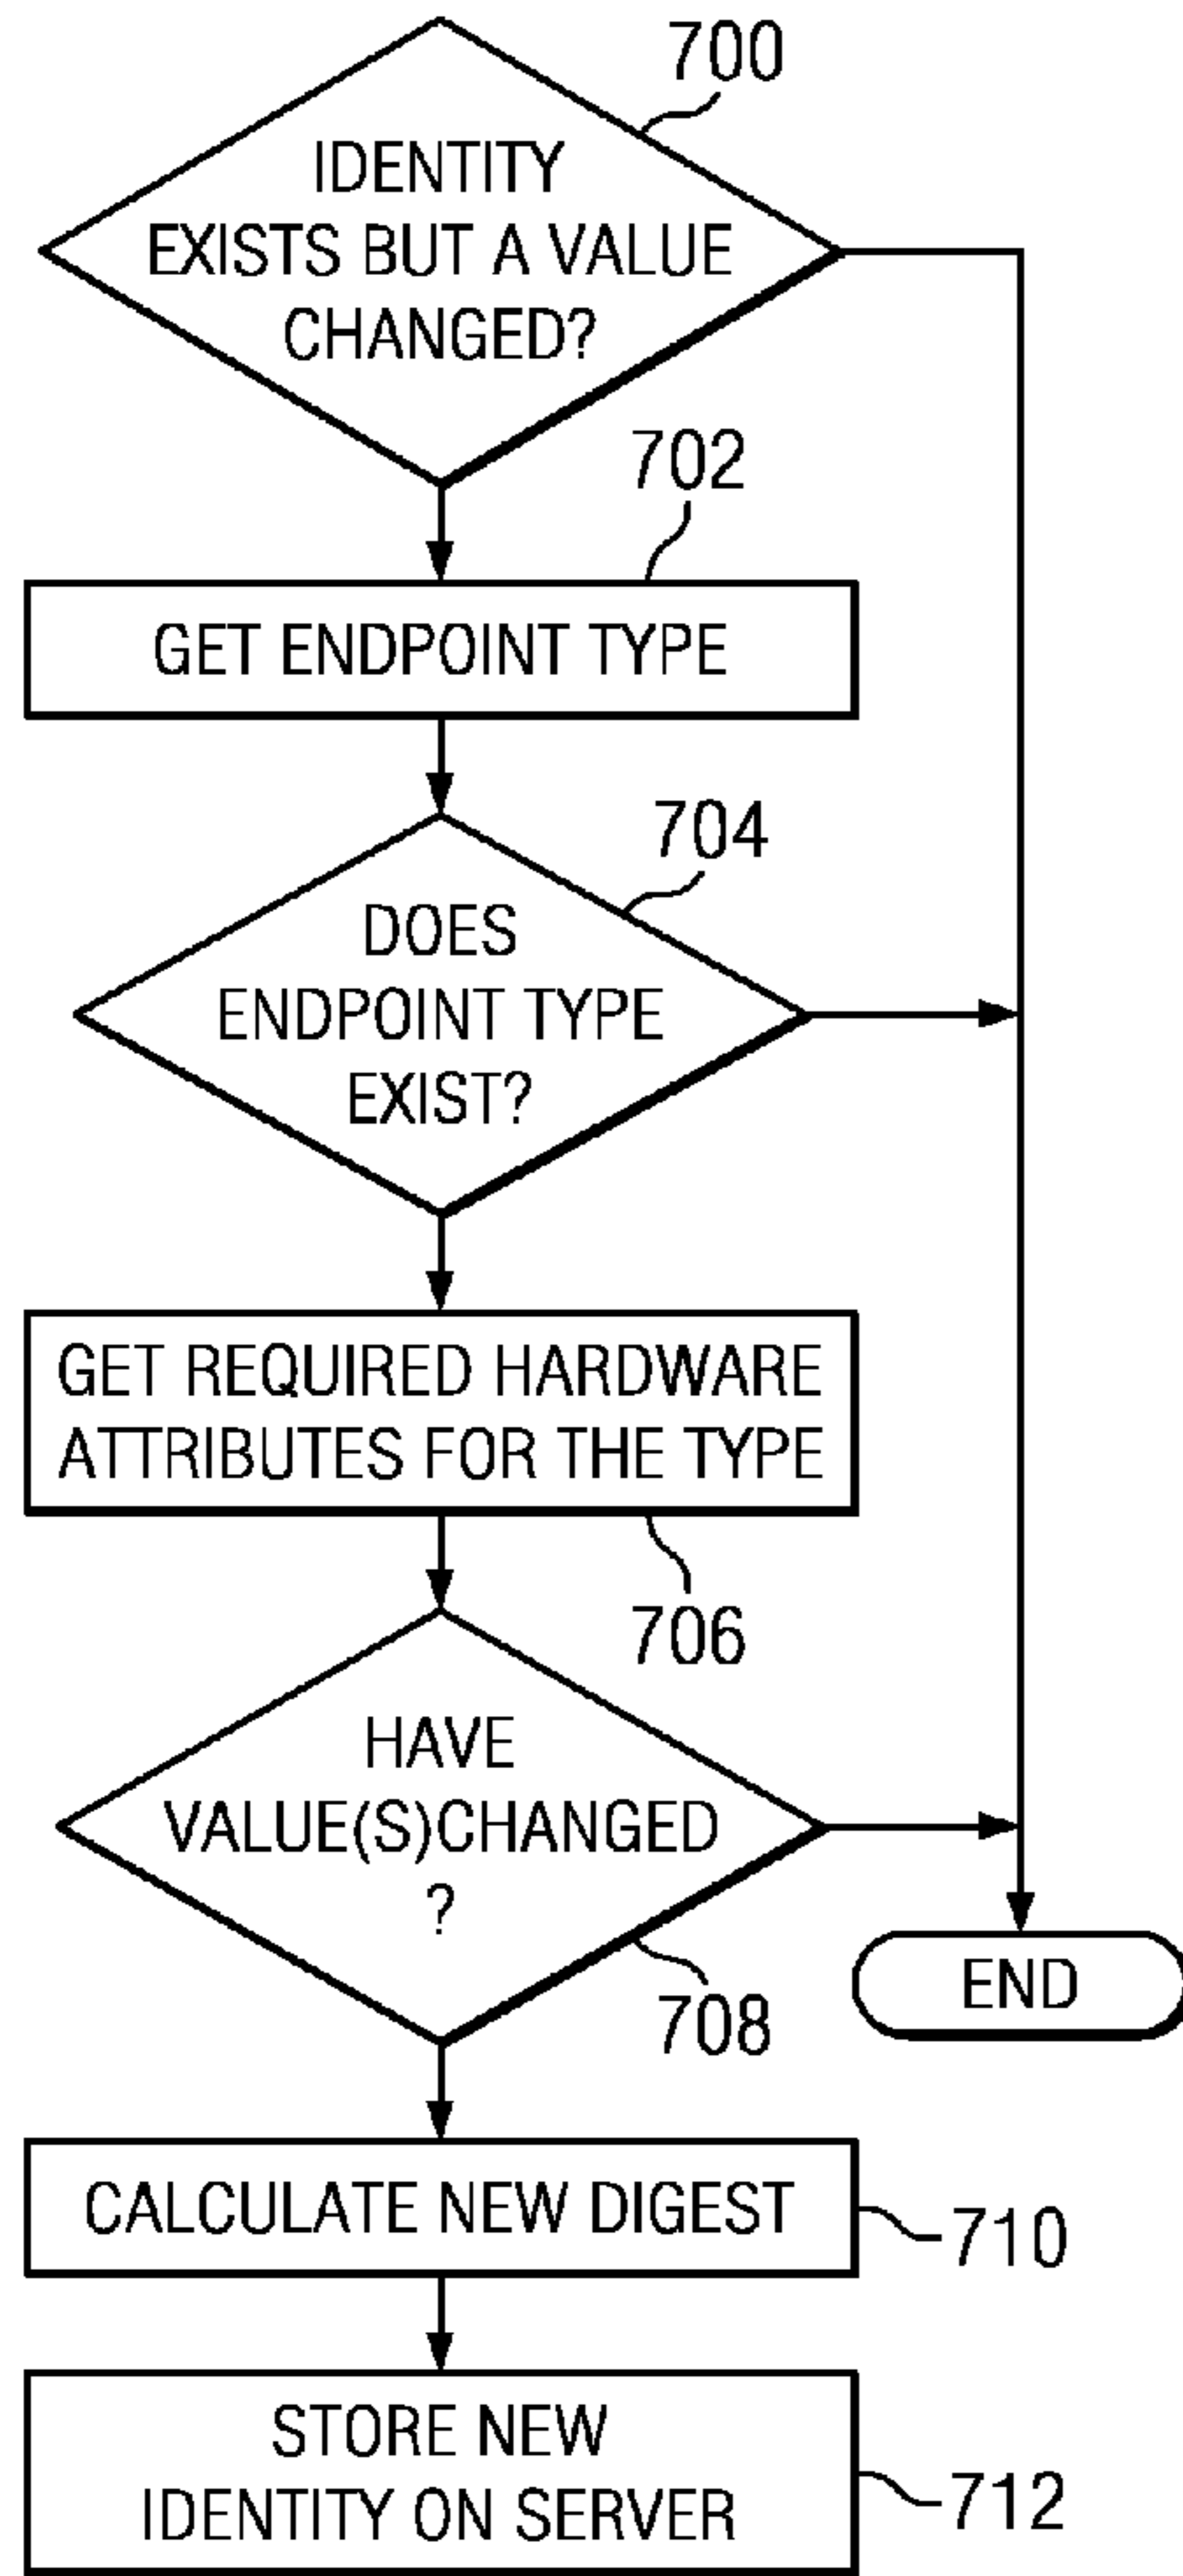 700
IDENTITY
EXISTS BUT A VALUE
CHANGED?
702
GET ENDPOINT TYPE
704
DOES
ENDPOINT TYPE
EXIST?
GET REQUIRED HARDWARE
ATTRIBUTES FOR THE TYPE
706
HAVE
VALUE(S)CHANGED
?
708
END
CALCULATE NEW DIGEST
710
STORE NEW
IDENTITY ON SERVER
712